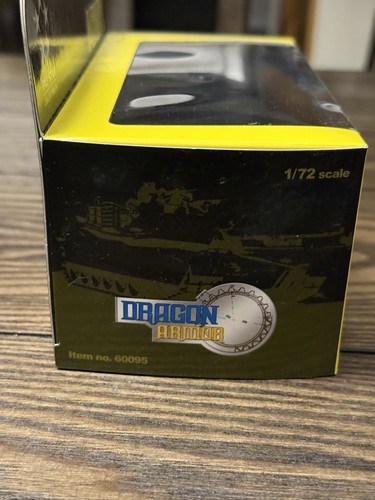 1/72 scale
DRAGON
ARMOR
Item no. 60095